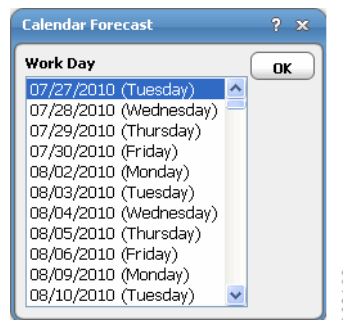 Calendar Forecast
Work Day
OK
07/27/2010 (Tuesday)
07/28/2010 (Wednesday)
07/29/2010 (Thursday)
07/30/2010 (Friday)
08/02/2010 (Monday)
08/03/2010 (Tuesday)
08/04/2010 (Wednesday)
08/05/2010 (Thursday)
08/06/2010 (Friday)
08/09/2010 (Monday)
08/10/2010 (Tuesday)